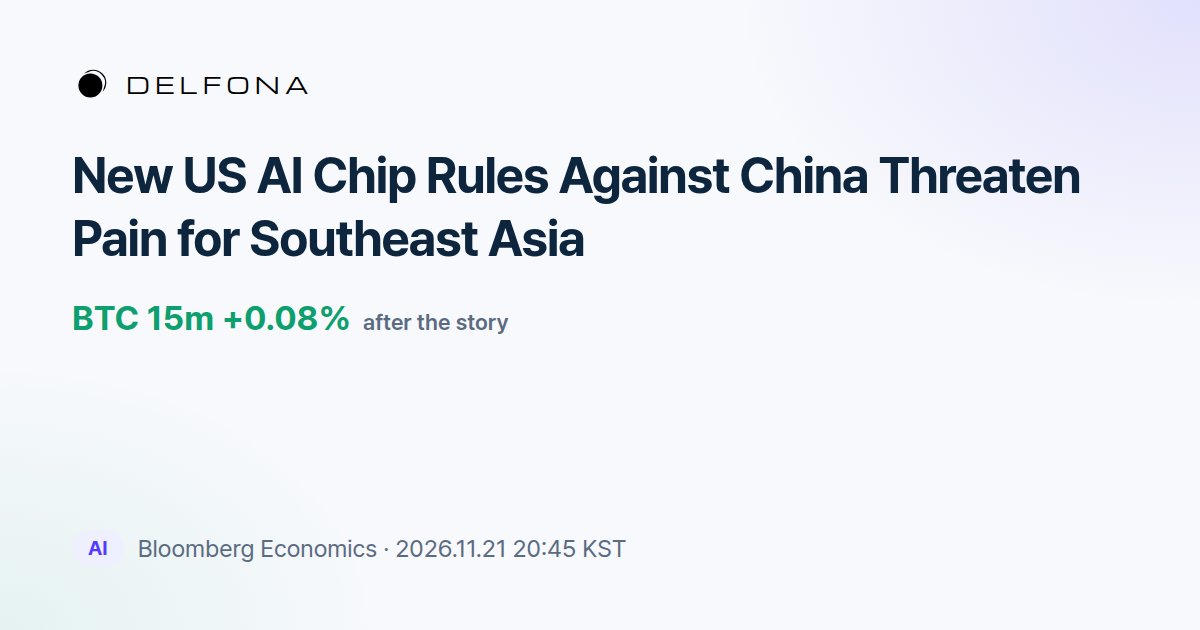 DELFONA
New US AI Chip Rules Against China Threaten
Pain for Southeast Asia
BTC 15m +0.08% after the story
AI Bloomberg Economics · 2026.11.21 20:45 KST